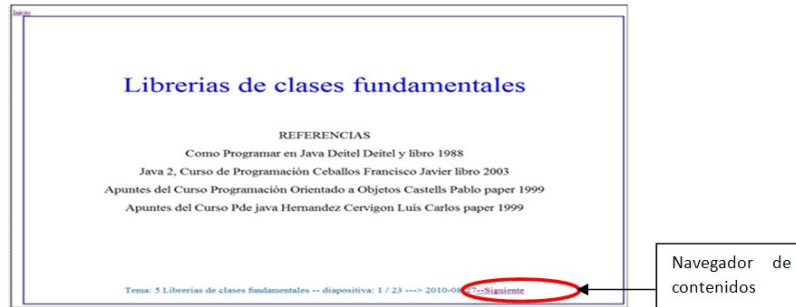 Inicio
Librerias de clases fundamentales
REFERENCIAS
Como Programar en Java Deitel Deitel y libro 1988
Java 2, Curso de Programación Ceballos Francisco Javier libro 2003
Apuntes del Curso Programación Orientado a Objetos Castells Pablo paper 1999
Apuntes del Curso Pde java Hernandez Cervigon Luis Carlos paper 1999
Tema: 5 Librerias de clases fundamentales -- diapositiva: 1 / 23 ---> 2010-08-27--Siguiente
Navegador de
contenidos